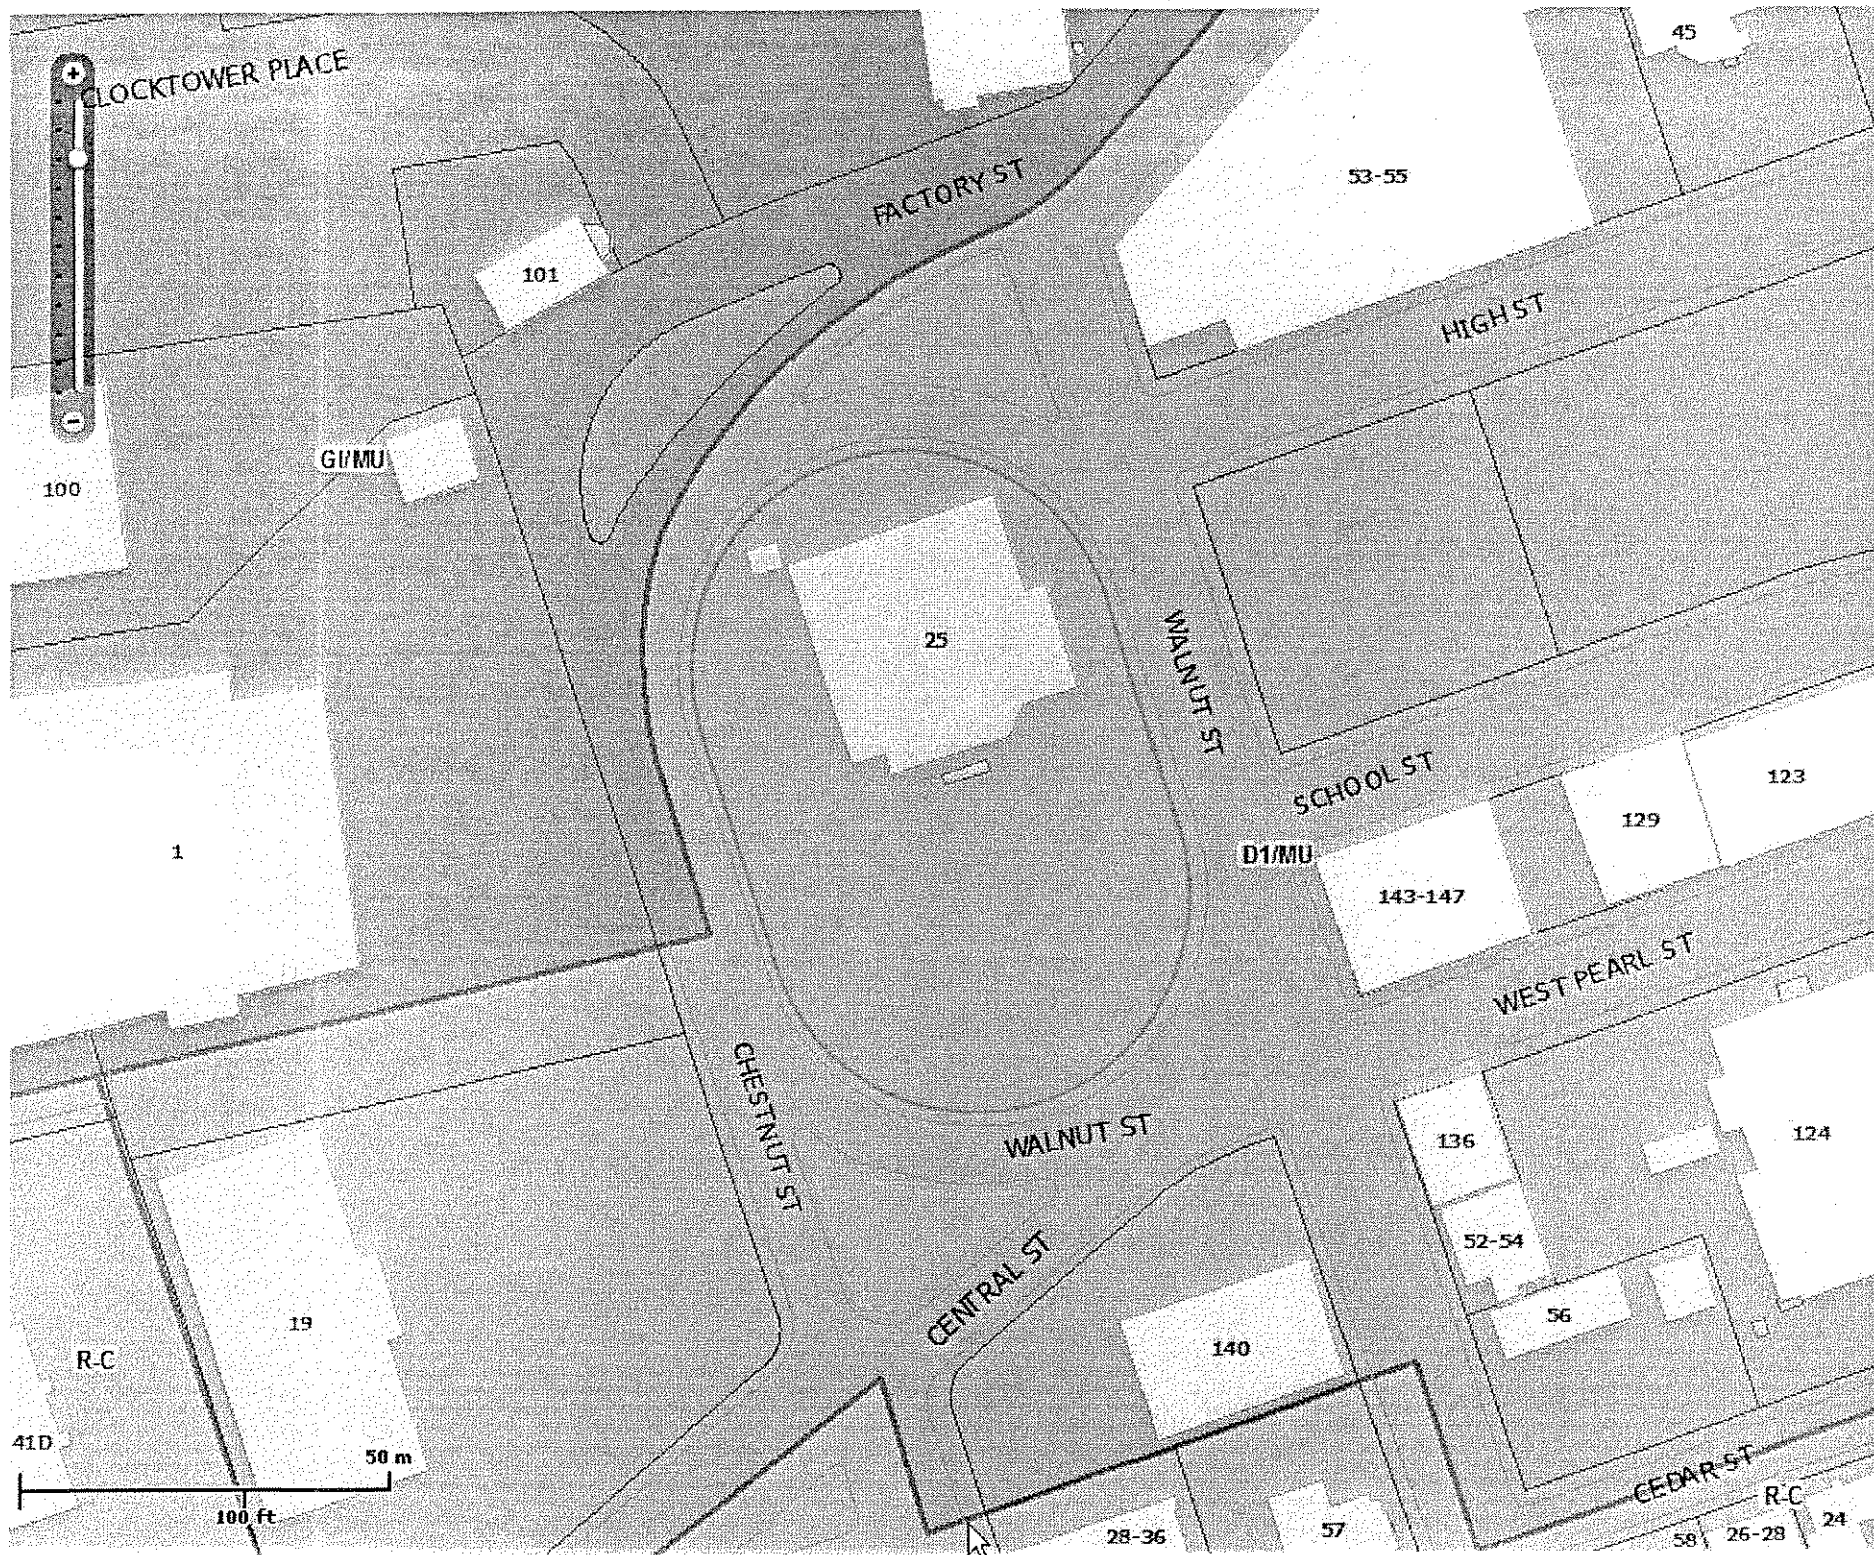 45
CLOCKTOWER PLACE
FACTORY ST
53-55
101
HIGH ST
GI/MU
100
25
WALNUT ST
SCHOOL ST
123
129
1
D1/MU
143-147
WEST PEARL ST
CHESTNUT ST
WALNUT ST
136
124
52-54
CENTRAL ST
19
56
140
R-C
41D
50 m
100 ft
CEDAR ST
R-C
28-36
57
58
26-28
24